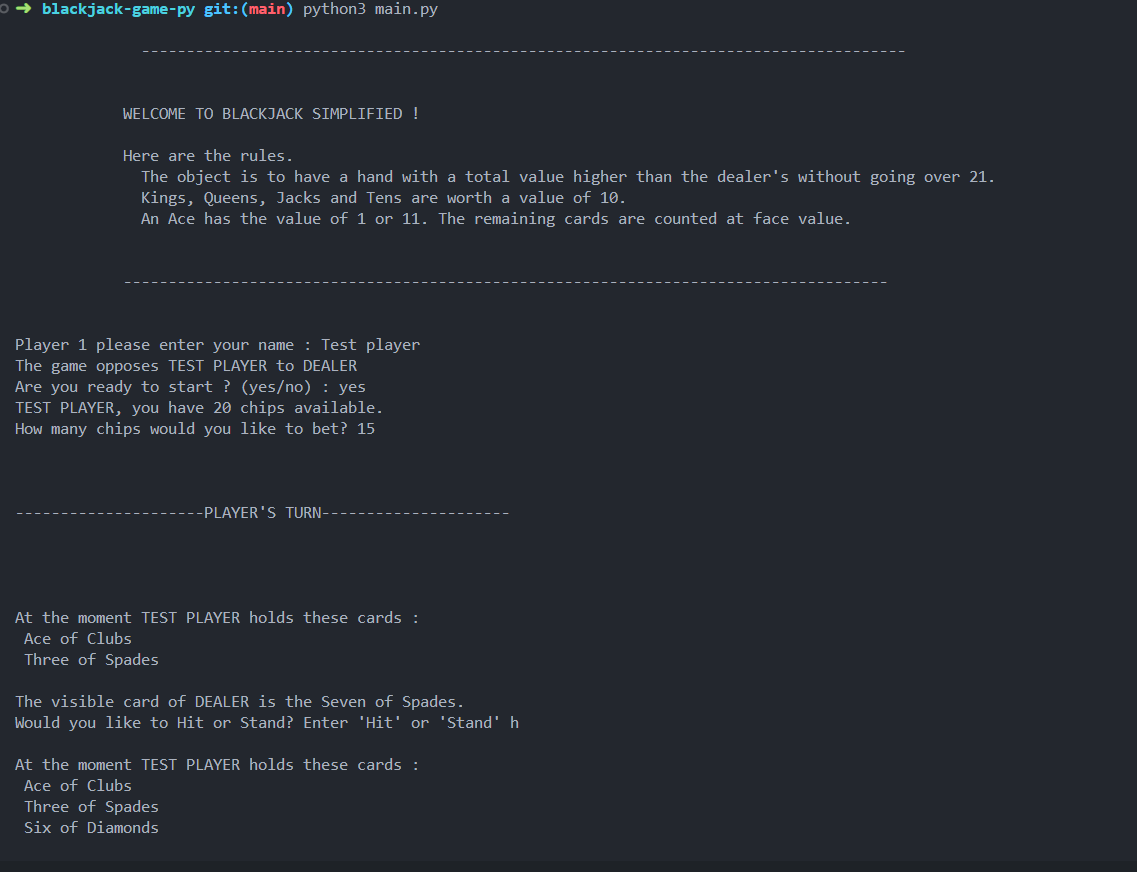 ➜ blackjack-game-py git:(main) python3 main.py
-------------------------------------------------------------------------------------
WELCOME TO BLACKJACK SIMPLIFIED !
Here are the rules.
The object is to have a hand with a total value higher than the dealer's without going over 21.
Kings, Queens, Jacks and Tens are worth a value of 10.
An Ace has the value of 1 or 11. The remaining cards are counted at face value.
-------------------------------------------------------------------------------------
Player 1 please enter your name : Test player
The game opposes TEST PLAYER to DEALER
Are you ready to start ? (yes/no) : yes
TEST PLAYER, you have 20 chips available.
How many chips would you like to bet? 15
---------------------PLAYER'S TURN---------------------
At the moment TEST PLAYER holds these cards :
Ace of Clubs
Three of Spades
The visible card of DEALER is the Seven of Spades.
Would you like to Hit or Stand? Enter 'Hit' or 'Stand' h
At the moment TEST PLAYER holds these cards :
Ace of Clubs
Three of Spades
Six of Diamonds